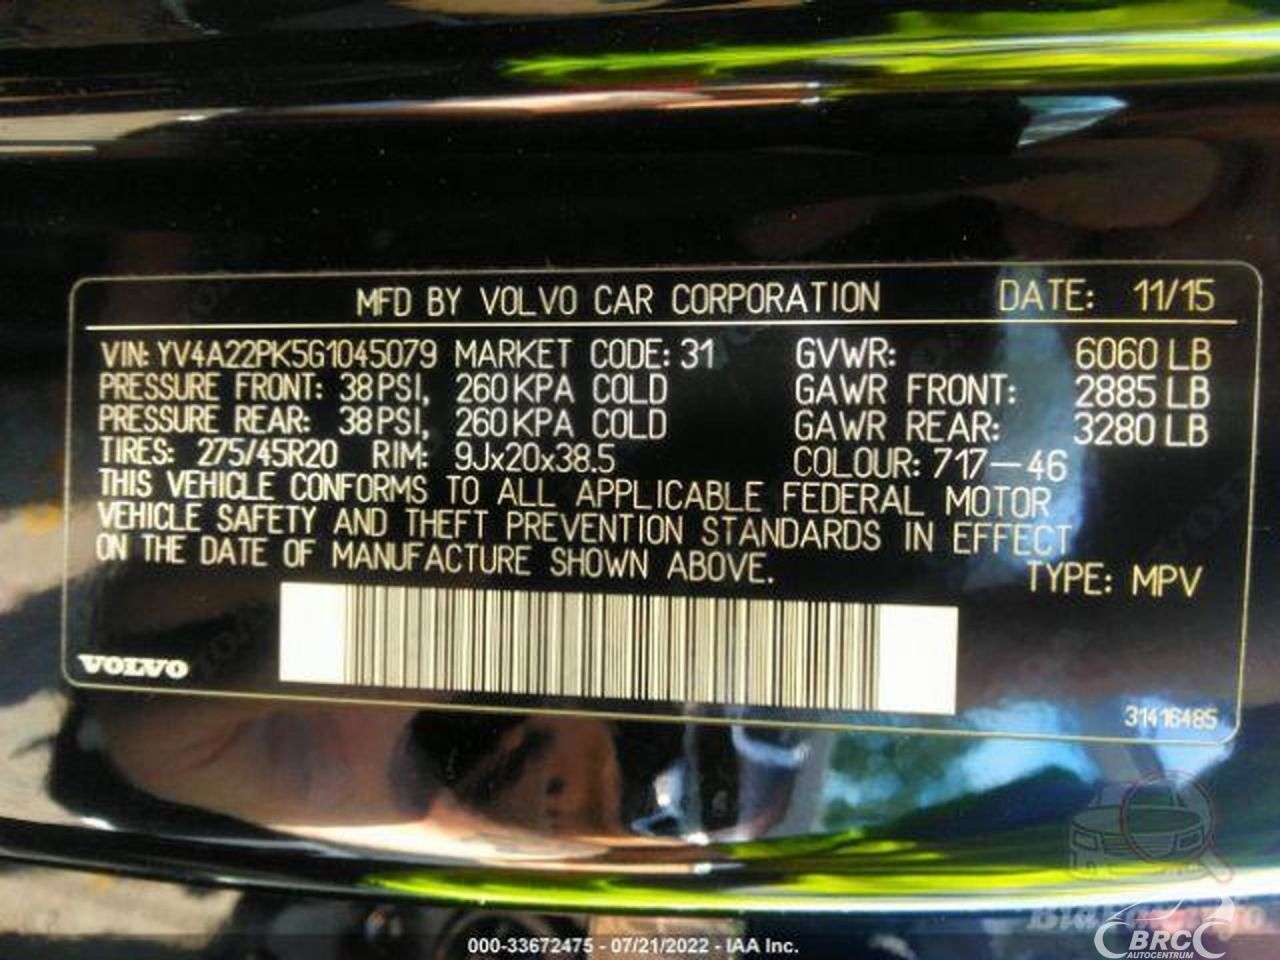 MFD BY VOLVO CAR CORPORATION DATE: 11/15
VIN: YV4A22PK5G1045079 MARKET CODE: 31 GVWR: 6060 LB
PRESSURE FRONT: 38 PSI, 260 KPA COLD GAWR FRONT: 2885 LB
PRESSURE REAR: 38 PSI, 260 KPA COLD GAWR REAR: 3280 LB
TIRES: 275/45R20 RIM: 9Jx20x38.5 COLOUR: 717-46
THIS VEHICLE CONFORMS TO ALL APPLICABLE FEDERAL MOTOR
VEHICLE SAFETY AND THEFT PREVENTION STANDARDS IN EFFECT
ON THE DATE OF MANUFACTURE SHOWN ABOVE.
TYPE: MPV
VOLVO
31416485
000-33672475 - 07/21/2022 - IAA Inc.
BRC
AUTOCENTRUM